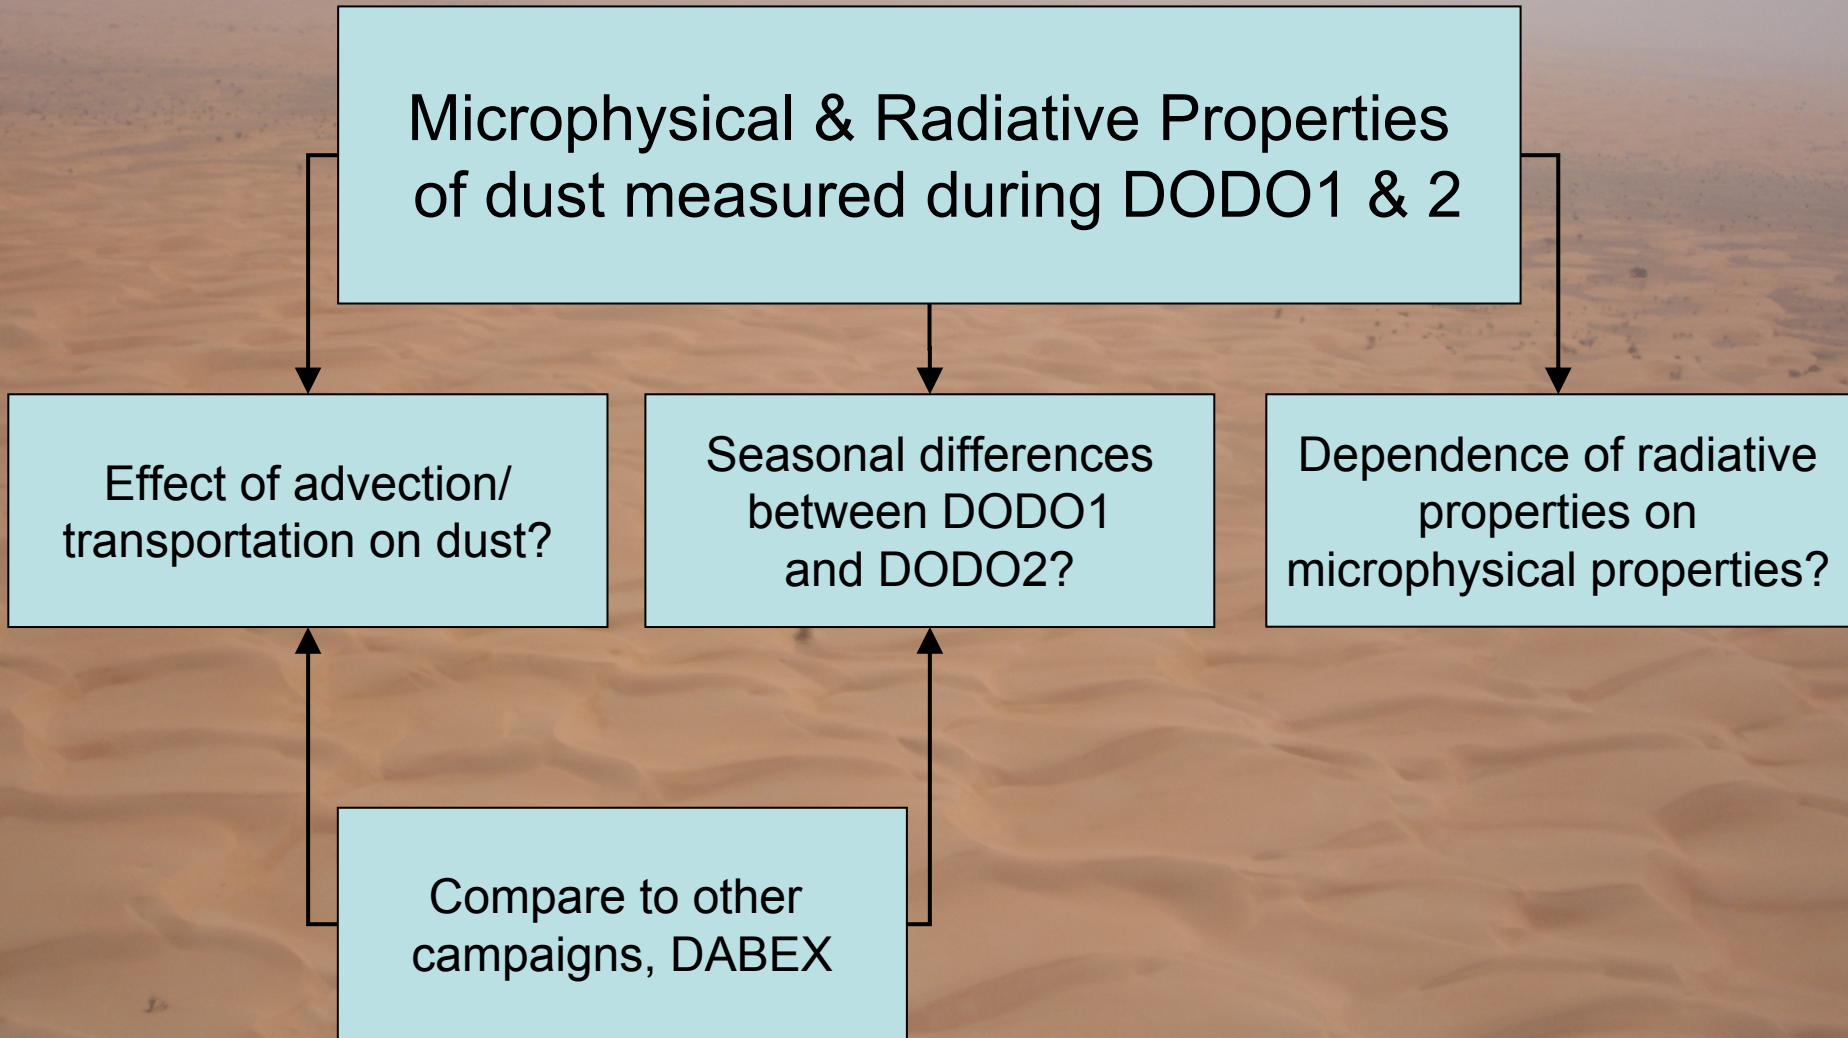 Microphysical & Radiative Properties
of dust measured during DODO1 & 2
Effect of advection/
transportation on dust?
Seasonal differences
between DODO1
and DODO2?
Dependence of radiative
properties on
microphysical properties?
Compare to other
campaigns, DABEX